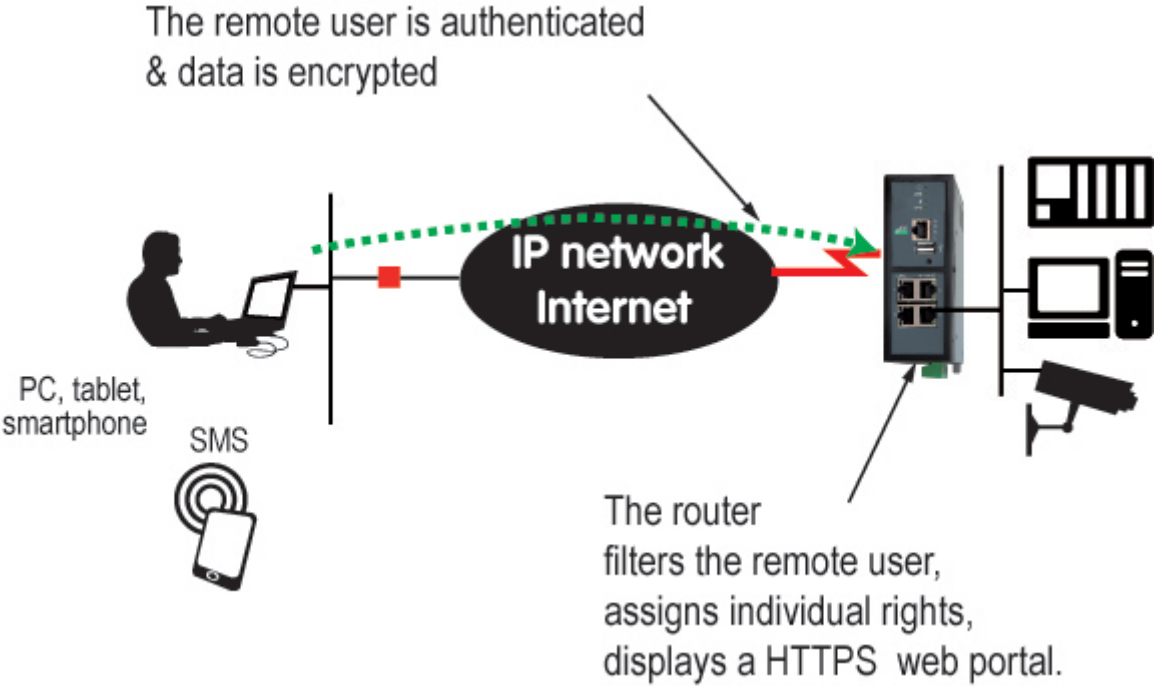 The remote user is authenticated
& data is encrypted
IP network
Internet
PC, tablet,
smartphone
SMS
The router
filters the remote user,
assigns individual rights,
displays a HTTPS web portal.